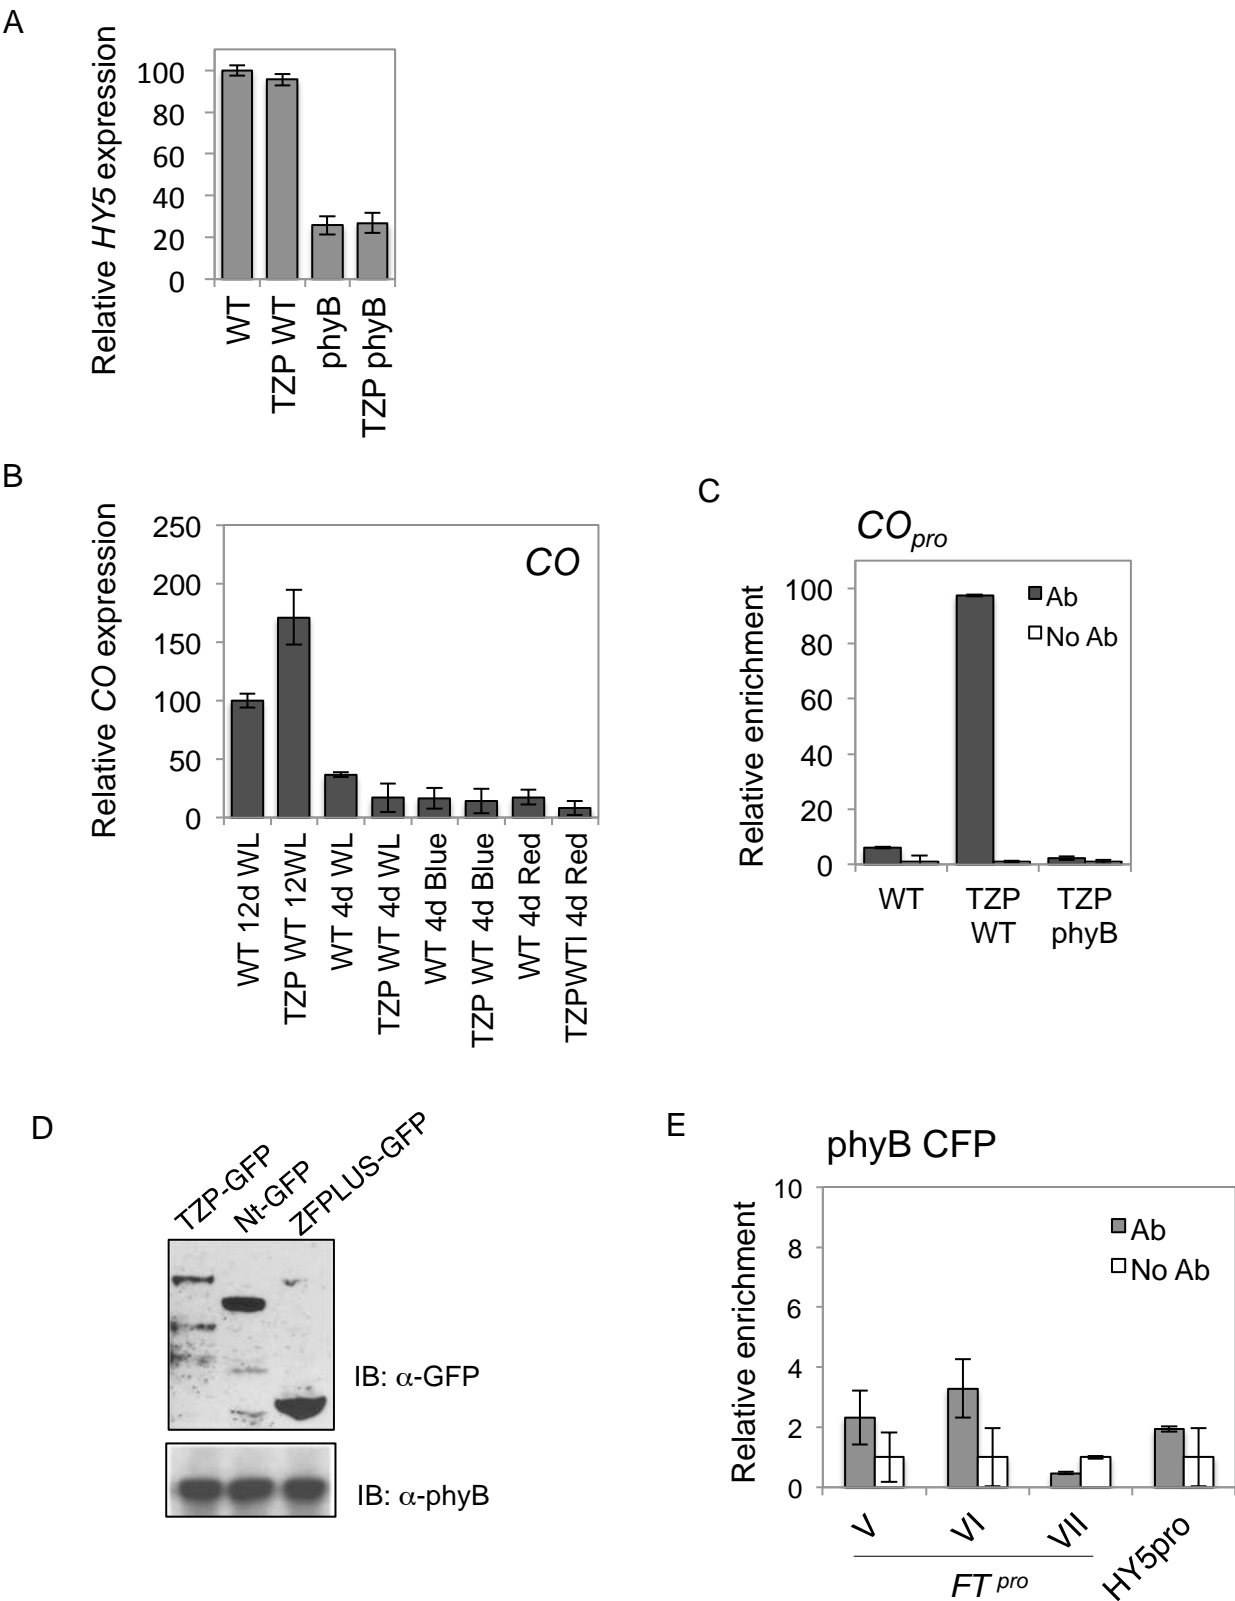 A
Relative HY5 expression
100
80
60
40
20
0
WT
TZP WT
phyB
TZP phyB
B
Relative CO expression
250
200
150
100
50
0
CO
WT 12d WL
TZP WT 12WL
WT 4d WL
TZP WT 4d WL
WT 4d Blue
TZP WT 4d Blue
WT 4d Red
TZPWTI 4d Red
C
COpro
Relative enrichment
100
80
60
40
20
0
Ab
No Ab
WT
TZP WT
TZP phyB
D
TZP-GFP
Nt-GFP
ZFPLUS-GFP
IB: α-GFP
IB: α-phyB
E
phyB CFP
Relative enrichment
10
8
6
4
2
0
Ab
No Ab
V
VI
VII
HY5pro
FT pro